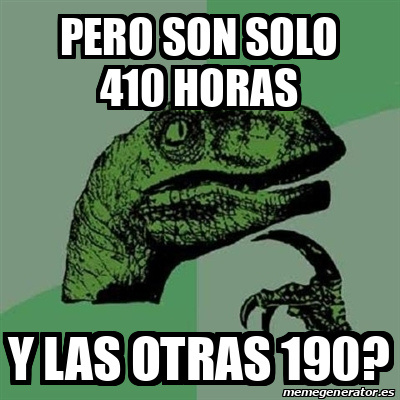 PERO SON SOLO
410 HORAS
Y LAS OTRAS 190?
memegenerator.es